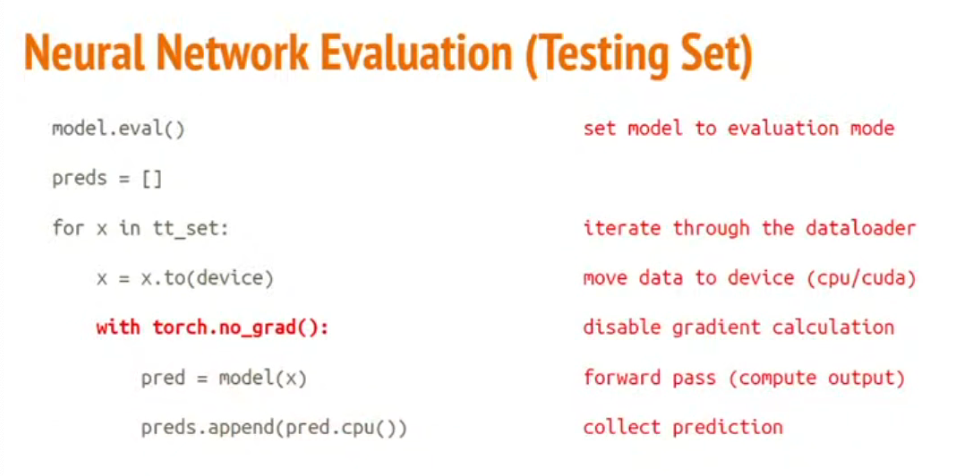 Neural Network Evaluation (Testing Set)
model.eval() set model to evaluation mode
preds = []
for x in tt_set: iterate through the dataloader
x = x.to(device) move data to device (cpu/cuda)
with torch.no_grad(): disable gradient calculation
pred = model(x) forward pass (compute output)
preds.append(pred.cpu()) collect prediction